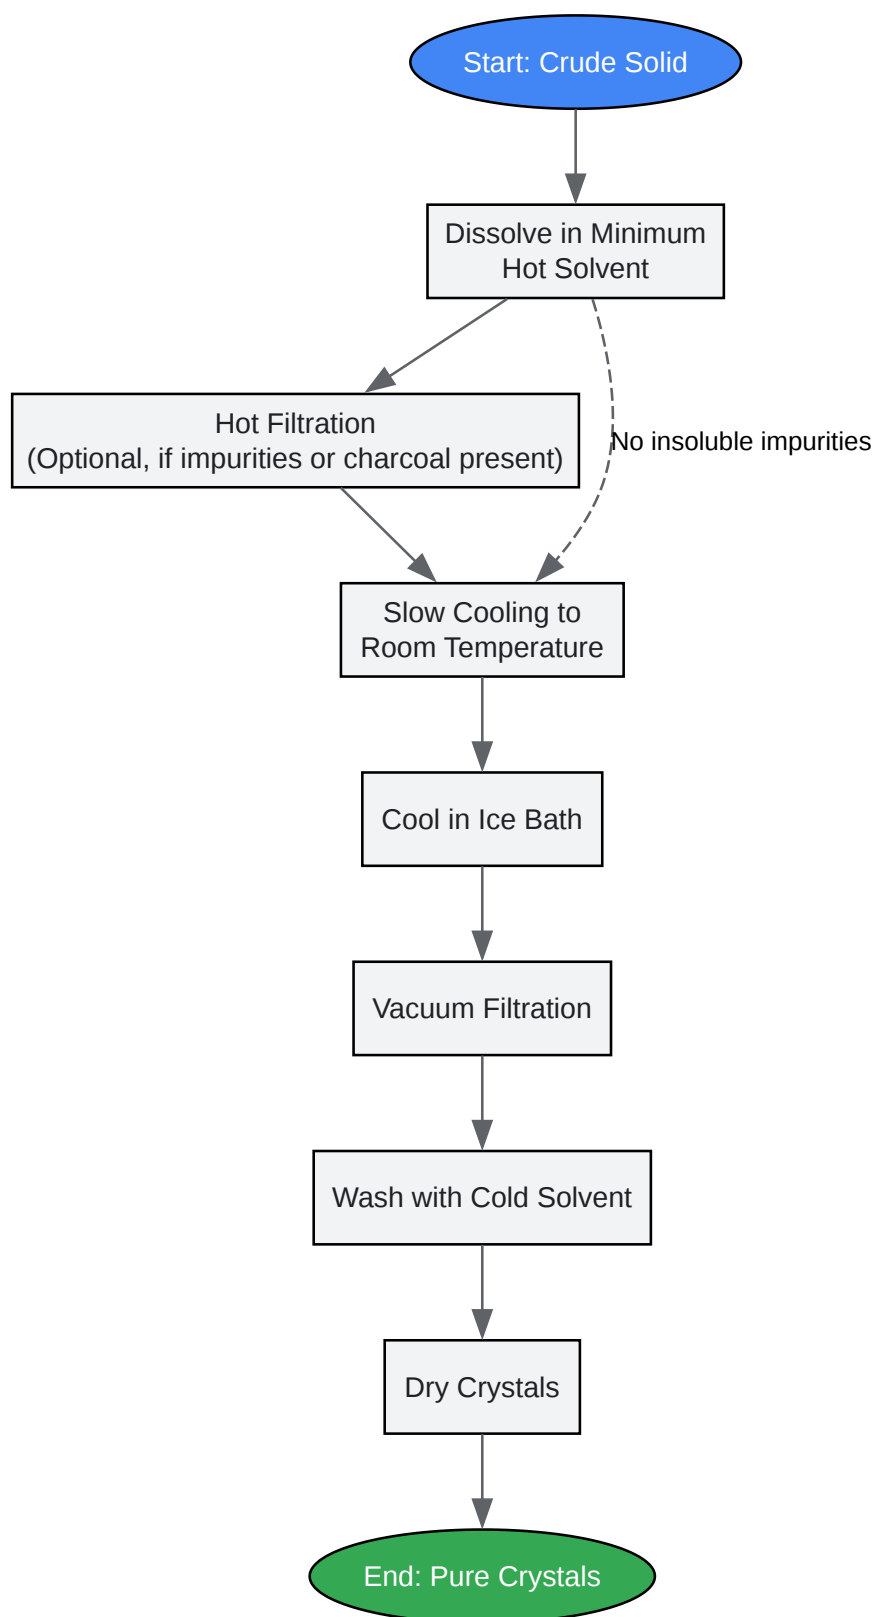 Start: Crude Solid
Dissolve in Minimum
Hot Solvent
Hot Filtration
(Optional, if impurities or charcoal present)
No insoluble impurities
Slow Cooling to
Room Temperature
Cool in Ice Bath
Vacuum Filtration
Wash with Cold Solvent
Dry Crystals
End: Pure Crystals